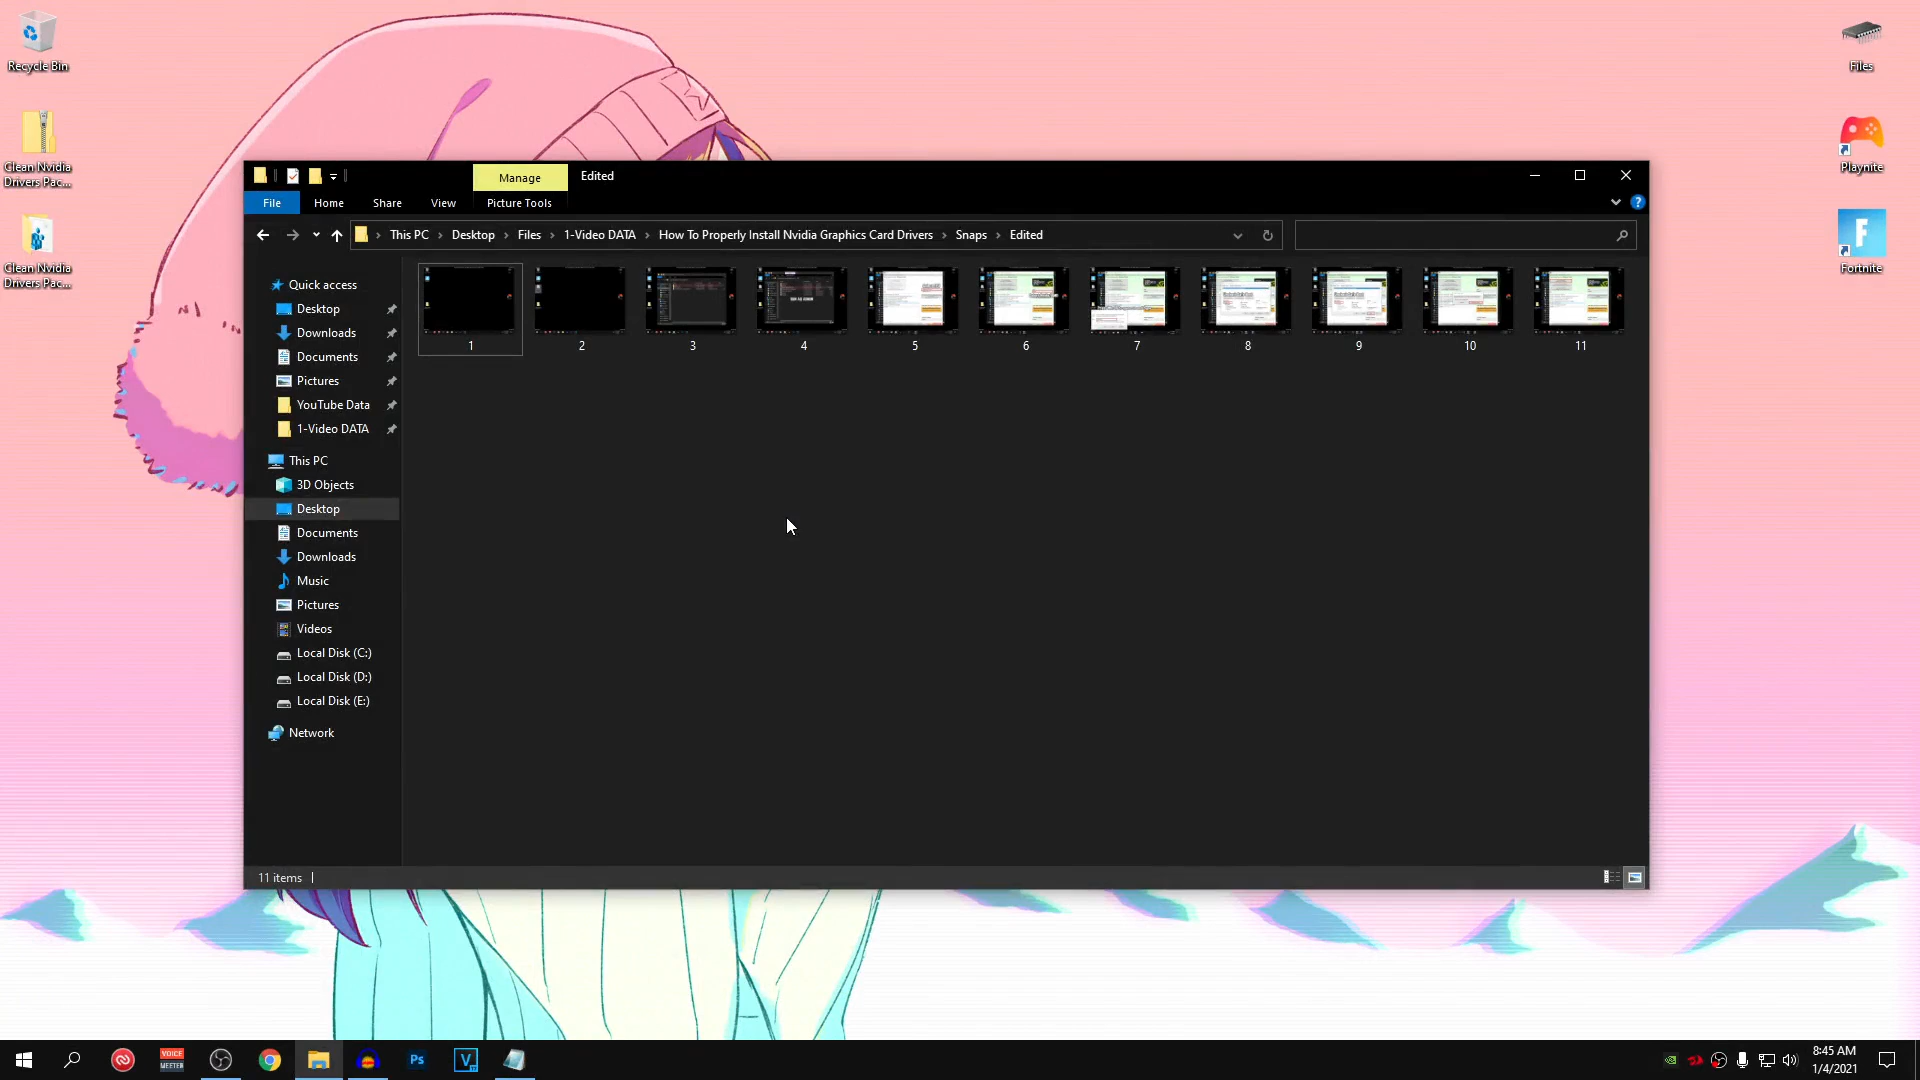 Recycle Bin
Clean Nvidia
Drivers Pac...
Clean Nvidia
Drivers Pac...
Files
Playnite
Fortnite
Manage
Edited
File
Home
Share
View
Picture Tools
This PC
Desktop
Files
1-Video DATA
How To Properly Install Nvidia Graphics Card Drivers
Snaps
Edited
Quick access
Desktop
Downloads
Documents
Pictures
YouTube Data
1-Video DATA
This PC
3D Objects
Desktop
Documents
Downloads
Music
Pictures
Videos
Local Disk (C:)
Local Disk (D:)
Local Disk (E:)
Network
1
2
3
4
5
6
7
8
9
10
11
11 items
VOICE
MEETER
Ps
V
8:45 AM
1/4/2021